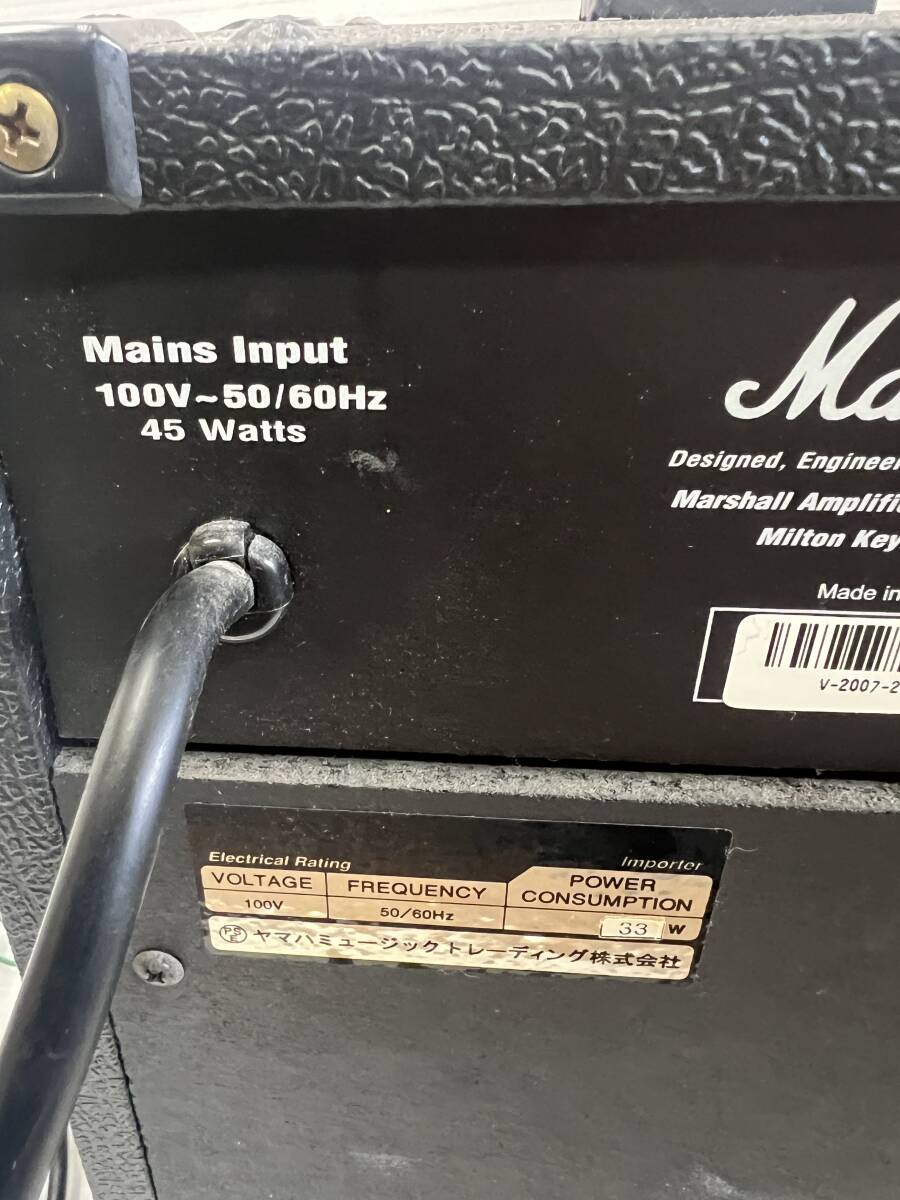 Mains Input
100V~50/60Hz
45 Watts
Ma
Designed, Engineer
Marshall Amplifi
Milton Key
Made in
V-2007-2
Electrical Rating
Importer
VOLTAGE
FREQUENCY
POWER CONSUMPTION
100V
50/60Hz
33 W
PSE ヤマハミュージックトレーディング株式会社